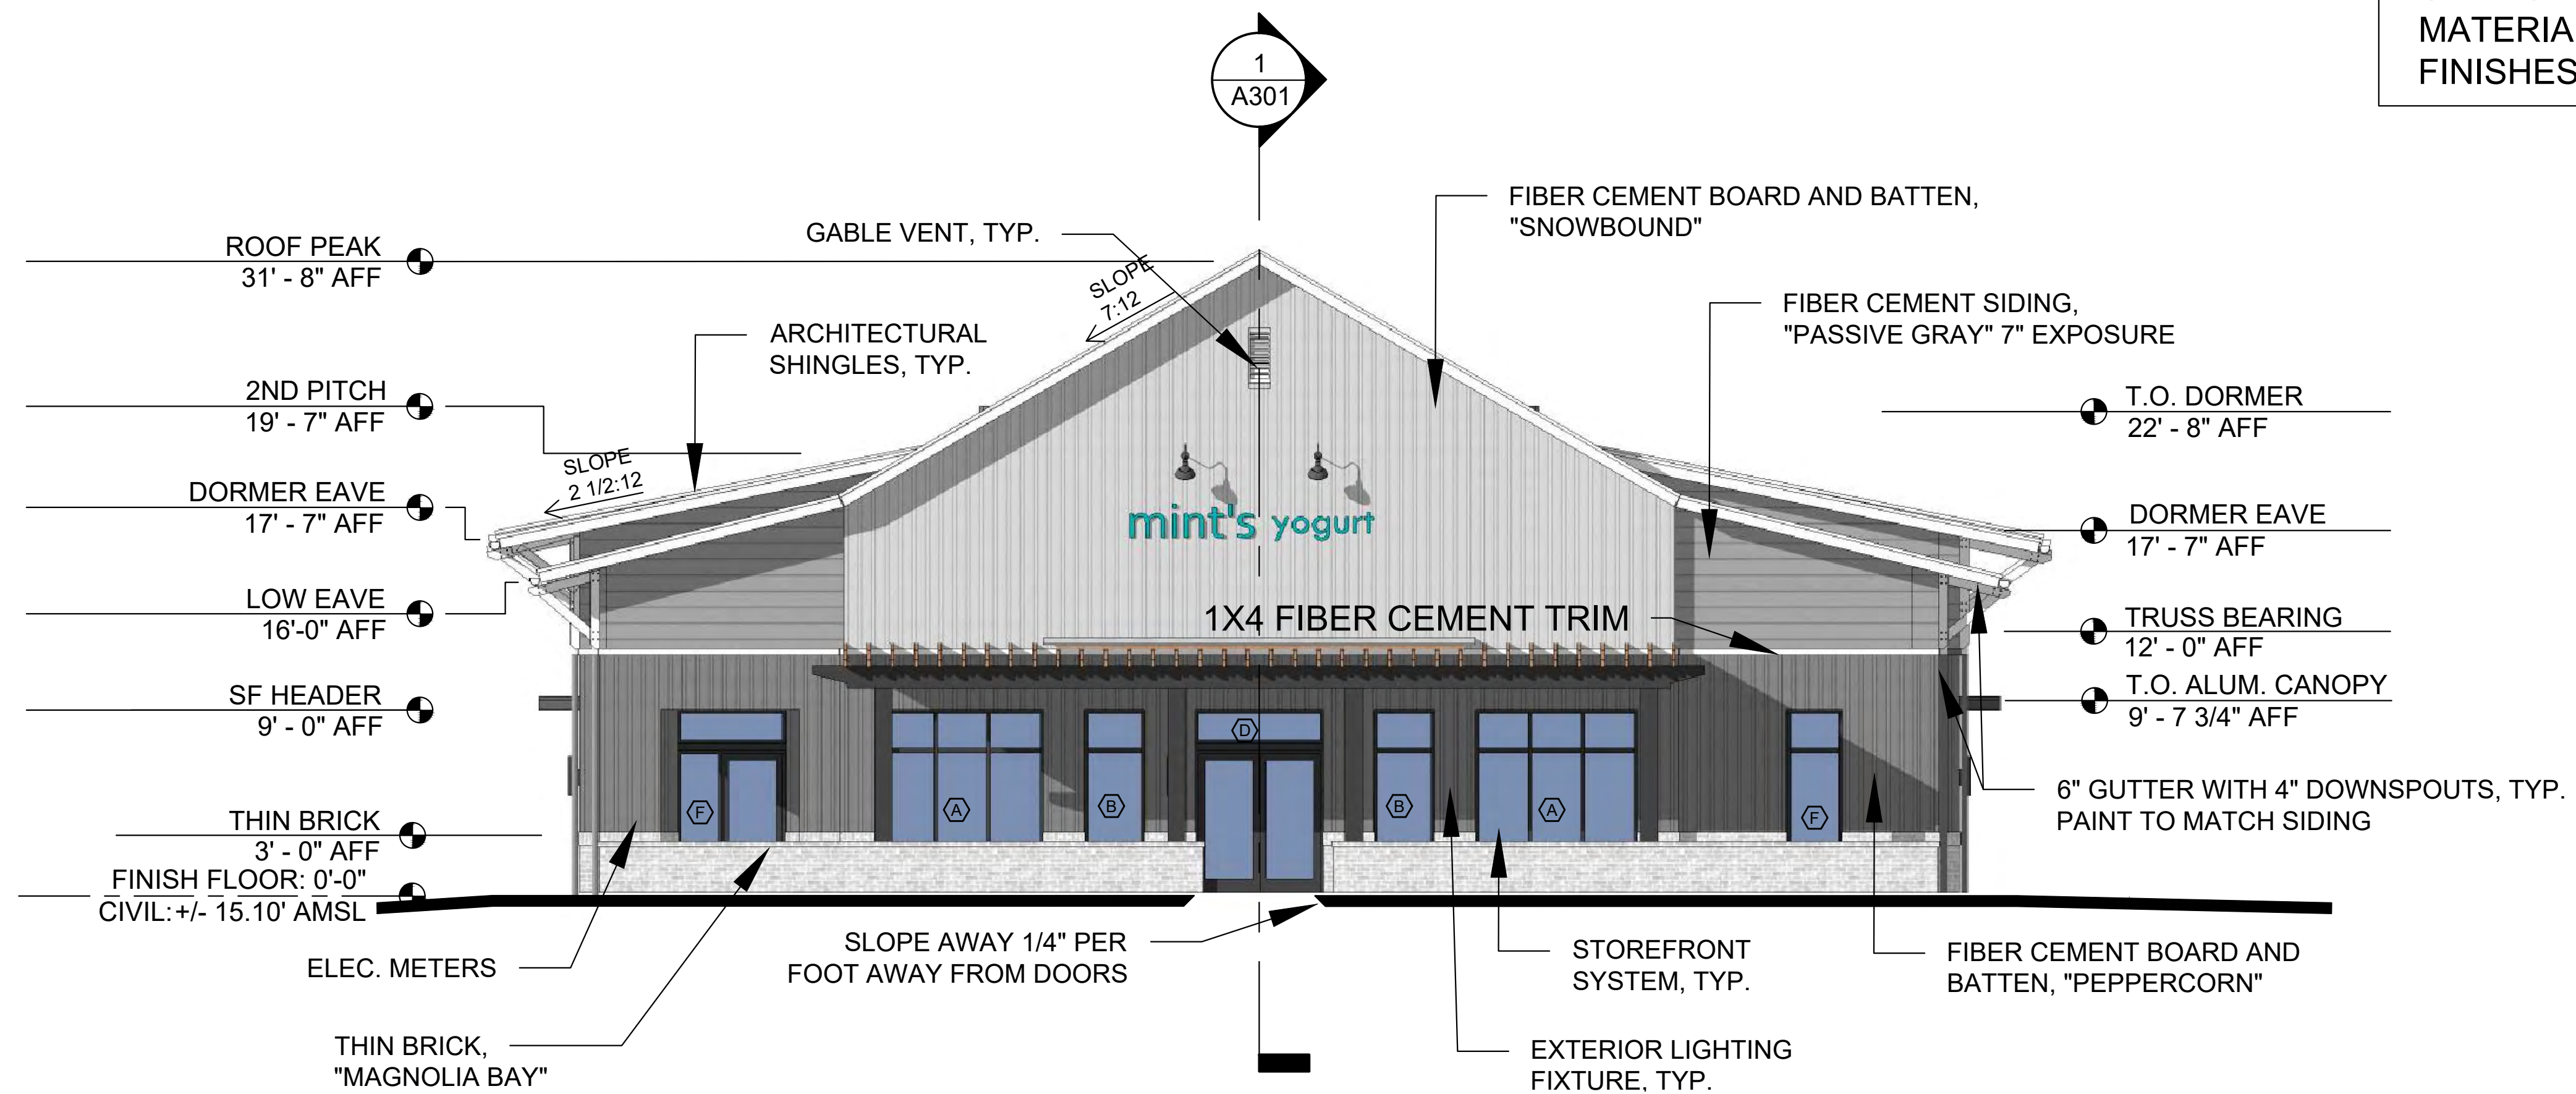 MATERIA
FINISHES
1
A301
FIBER CEMENT BOARD AND BATTEN,
"SNOWBOUND"
GABLE VENT, TYP.
ROOF PEAK
31' - 8" AFF
SLOPE
7:12
FIBER CEMENT SIDING,
"PASSIVE GRAY" 7" EXPOSURE
ARCHITECTURAL
SHINGLES, TYP.
2ND PITCH
19' - 7" AFF
T.O. DORMER
22' - 8" AFF
SLOPE
2 1/2:12
DORMER EAVE
17' - 7" AFF
mint's yogurt
DORMER EAVE
17' - 7" AFF
LOW EAVE
16'-0" AFF
1X4 FIBER CEMENT TRIM
TRUSS BEARING
12' - 0" AFF
SF HEADER
9' - 0" AFF
T.O. ALUM. CANOPY
9' - 7 3/4" AFF
D
F
A
B
B
A
F
6" GUTTER WITH 4" DOWNSPOUTS, TYP.
PAINT TO MATCH SIDING
THIN BRICK
3' - 0" AFF
FINISH FLOOR: 0'-0"
CIVIL:+/- 15.10' AMSL
SLOPE AWAY 1/4" PER
FOOT AWAY FROM DOORS
STOREFRONT
SYSTEM, TYP.
FIBER CEMENT BOARD AND
BATTEN, "PEPPERCORN"
ELEC. METERS
THIN BRICK,
"MAGNOLIA BAY"
EXTERIOR LIGHTING
FIXTURE, TYP.